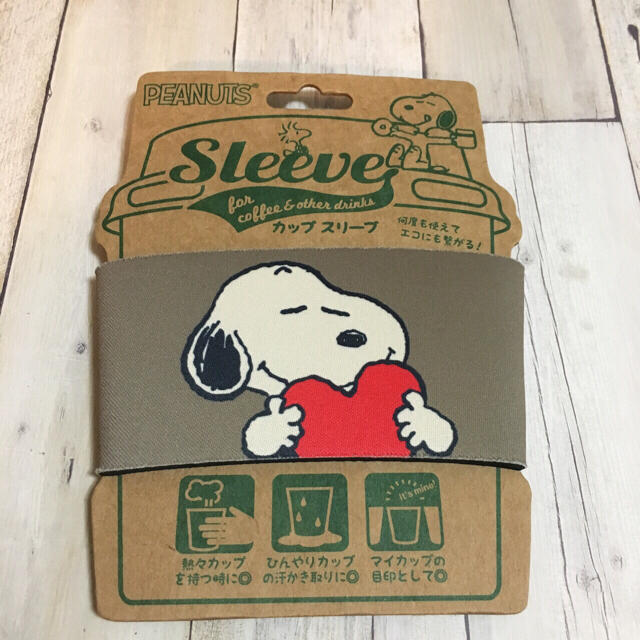 PEANUTS®
Sleeve
for
coffee & other drinks
カップ スリーブ
何度も使えて
エコにも繋がる!
It's mine!
熱々カップ
を持つ時に◎
ひんやりカップ
の汗かき取りに◎
マイカップの
目印として◎